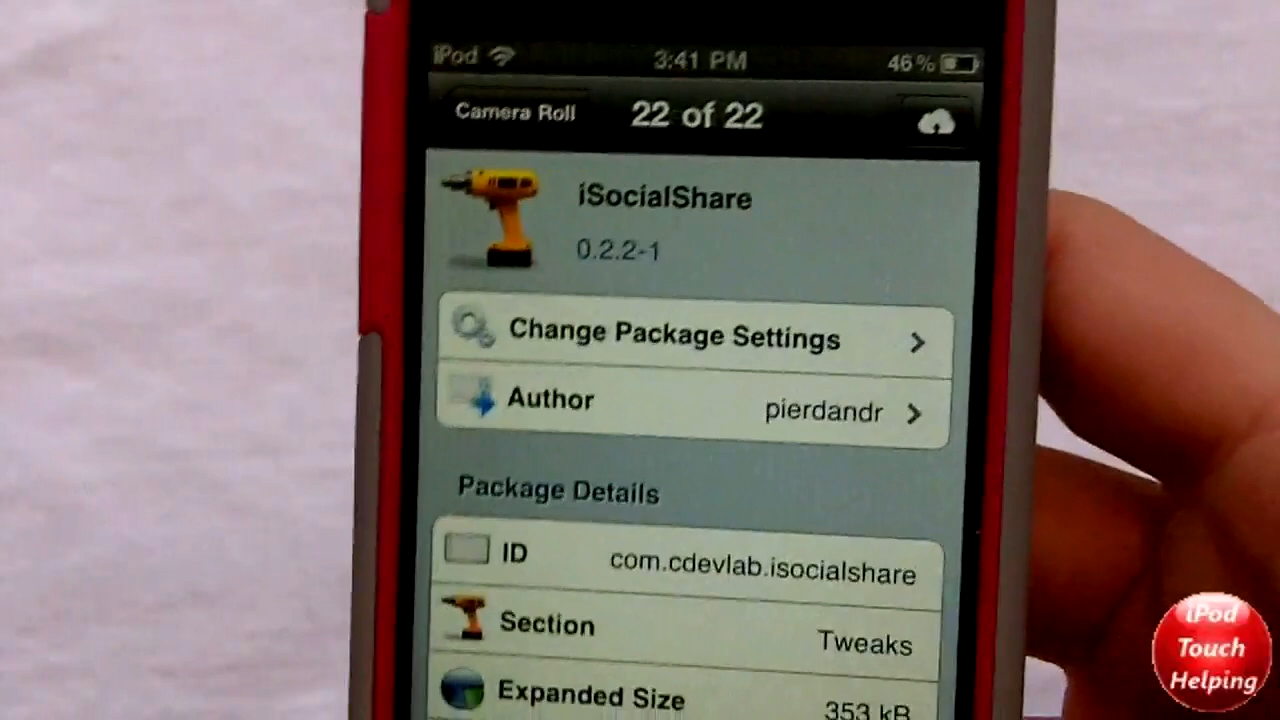 iPod 3:41 PM 46%
Camera Roll 22 of 22
iSocialShare
0.2.2-1
Change Package Settings
Author pierdandr
Package Details
ID com.cdevlab.isocialshare
Section Tweaks
Expanded Size 353 kB
iPod
Touch
Helping